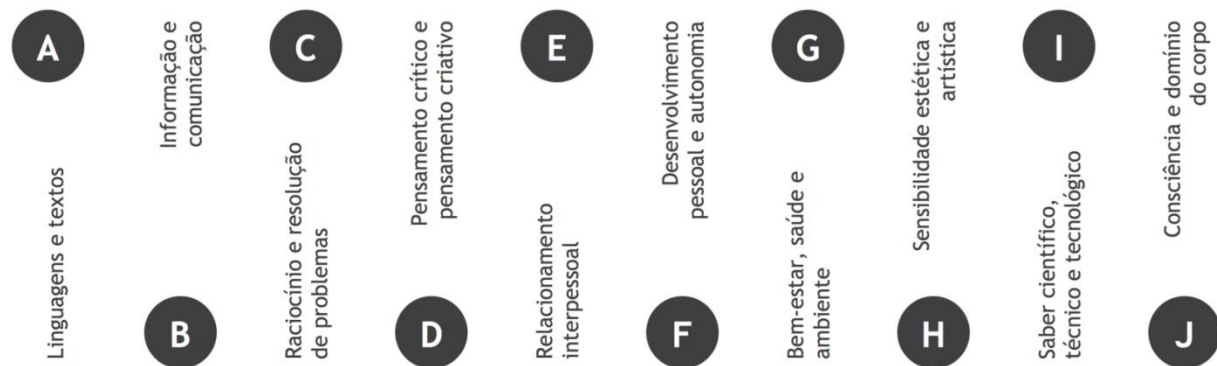 A
Linguagens e textos
Informação e
comunicação
B
C
Raciocínio e resolução
de problemas
Pensamento crítico e
pensamento criativo
D
E
Relacionamento
interpessoal
Desenvolvimento
pessoal e autonomia
F
G
Bem-estar, saúde e
ambiente
Sensibilidade estética e
artística
H
I
Saber científico,
técnico e tecnológico
Consciência e domínio
do corpo
J